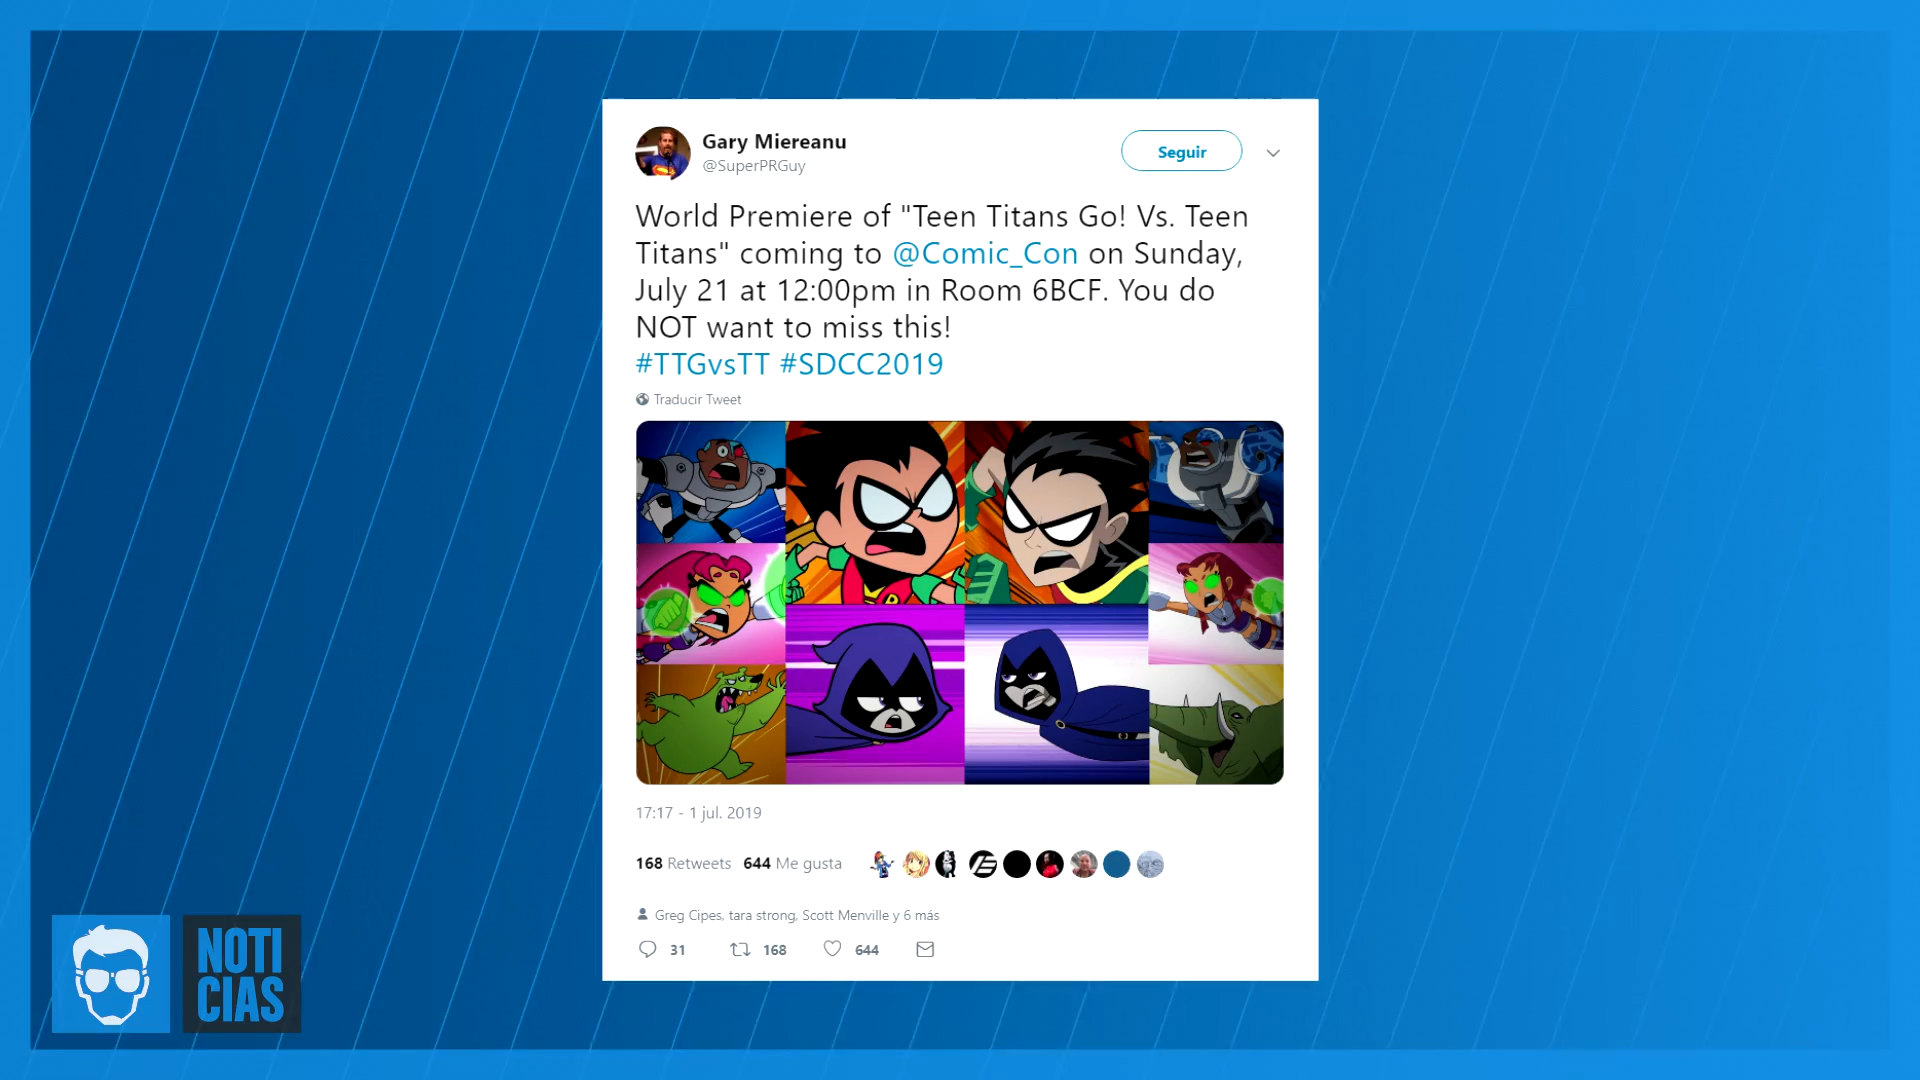 Gary Miereanu
@SuperPRGuy
Seguir
World Premiere of "Teen Titans Go! Vs. Teen
Titans" coming to @Comic_Con on Sunday,
July 21 at 12:00pm in Room 6BCF. You do
NOT want to miss this!
#TTGvsTT #SDCC2019
Traducir Tweet
17:17 - 1 jul. 2019
168 Retweets 644 Me gusta
Greg Cipes, tara strong, Scott Menville y 6 más
31 168 644
NOTI
CIAS